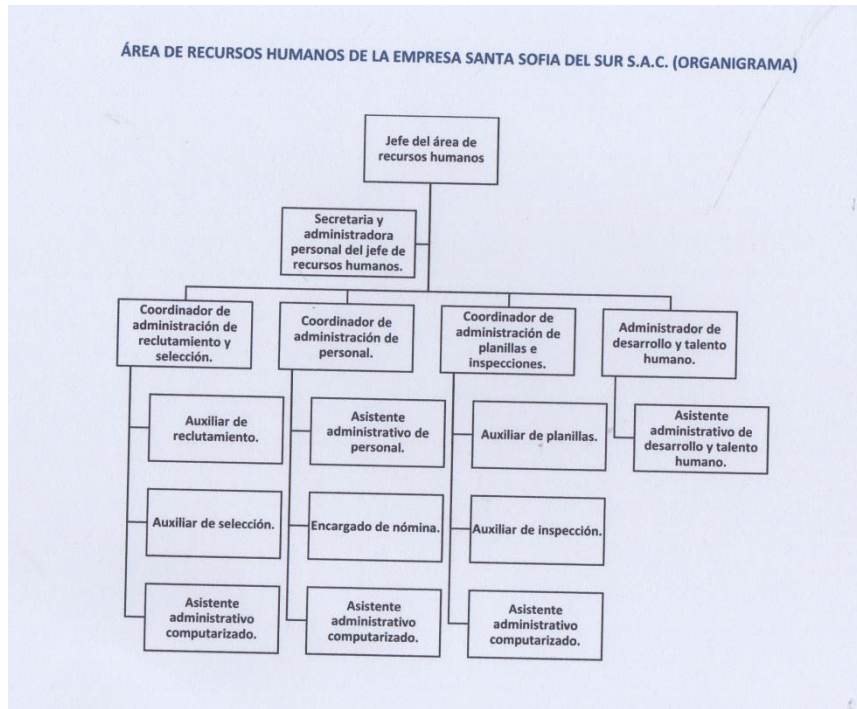 ÁREA DE RECURSOS HUMANOS DE LA EMPRESA SANTA SOFIA DEL SUR S.A.C. (ORGANIGRAMA)
Jefe del área de
recursos humanos
Secretaria y
administradora
personal del jefe de
recursos humanos.
Coordinador de
administración de
reclutamiento y
selección.
Auxiliar de
reclutamiento.
Auxiliar de selección.
Asistente
administrativo
computarizado.
Coordinador de
administración de
personal.
Asistente
administrativo de
personal.
Encargado de nómina.
Asistente
administrativo
computarizado.
Coordinador de
administración de
planillas e
inspecciones.
Auxiliar de planillas.
Auxiliar de inspección.
Asistente
administrativo
computarizado.
Administrador de
desarrollo y talento
humano.
Asistente
administrativo de
desarrollo y talento
humano.